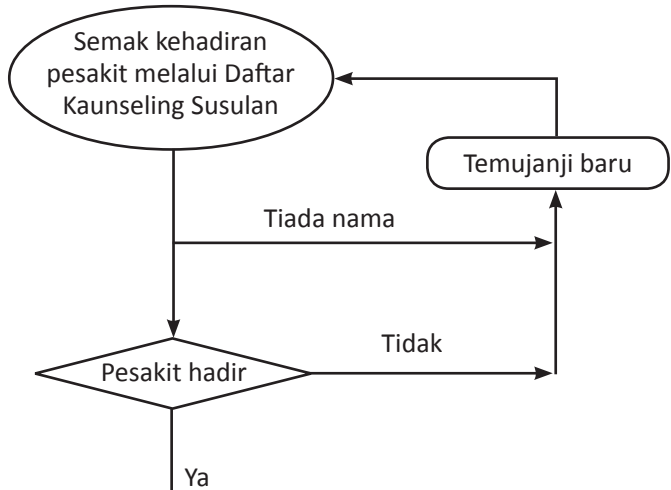 Semak kehadiran
pesakit melalui Daftar
Kaunseling Susulan
Temujanji baru
Tiada nama
Tidak
Pesakit hadir
Ya